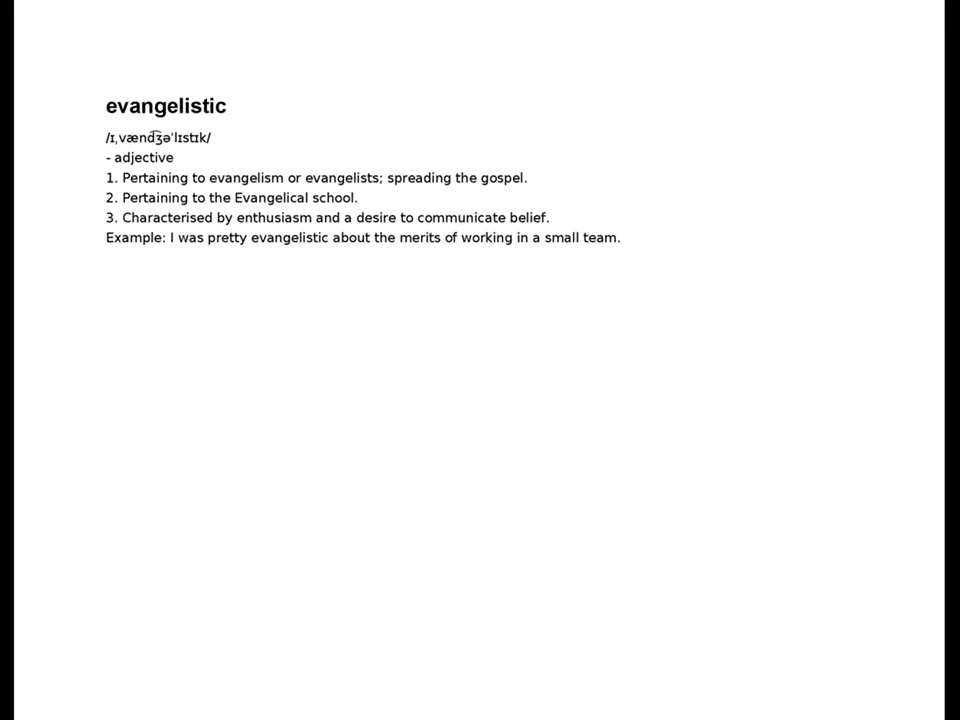 evangelistic
/ɪˌvænd͡ʒəˈlɪstɪk/
- adjective
1. Pertaining to evangelism or evangelists; spreading the gospel.
2. Pertaining to the Evangelical school.
3. Characterised by enthusiasm and a desire to communicate belief.
Example: I was pretty evangelistic about the merits of working in a small team.